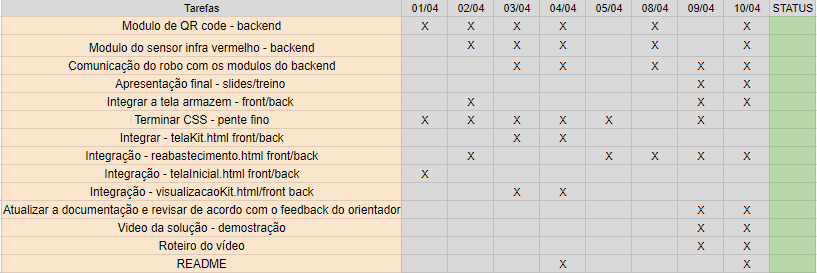 Tarefas 01/04 02/04 03/04 04/04 05/04 08/04 09/04 10/04 STATUS
Modulo de QR code - backend X X X X X X
Modulo do sensor infra vermelho - backend X X X X X
Comunicação do robo com os modulos do backend X X X X X
Apresentação final - slides/treino X X
Integrar a tela armazem - front/back X X X
Terminar CSS - pente fino X X X X X X
Integrar - telaKit.html front/back X X
Integração - reabastecimento.html front/back X X X X X
Integração - telaInicial.html front/back X
Integração - visualizacaoKit.html/front back X X
Atualizar a documentação e revisar de acordo com o feedback do orientador X X
Video da solução - demostração X X
Roteiro do vídeo X X
README X X